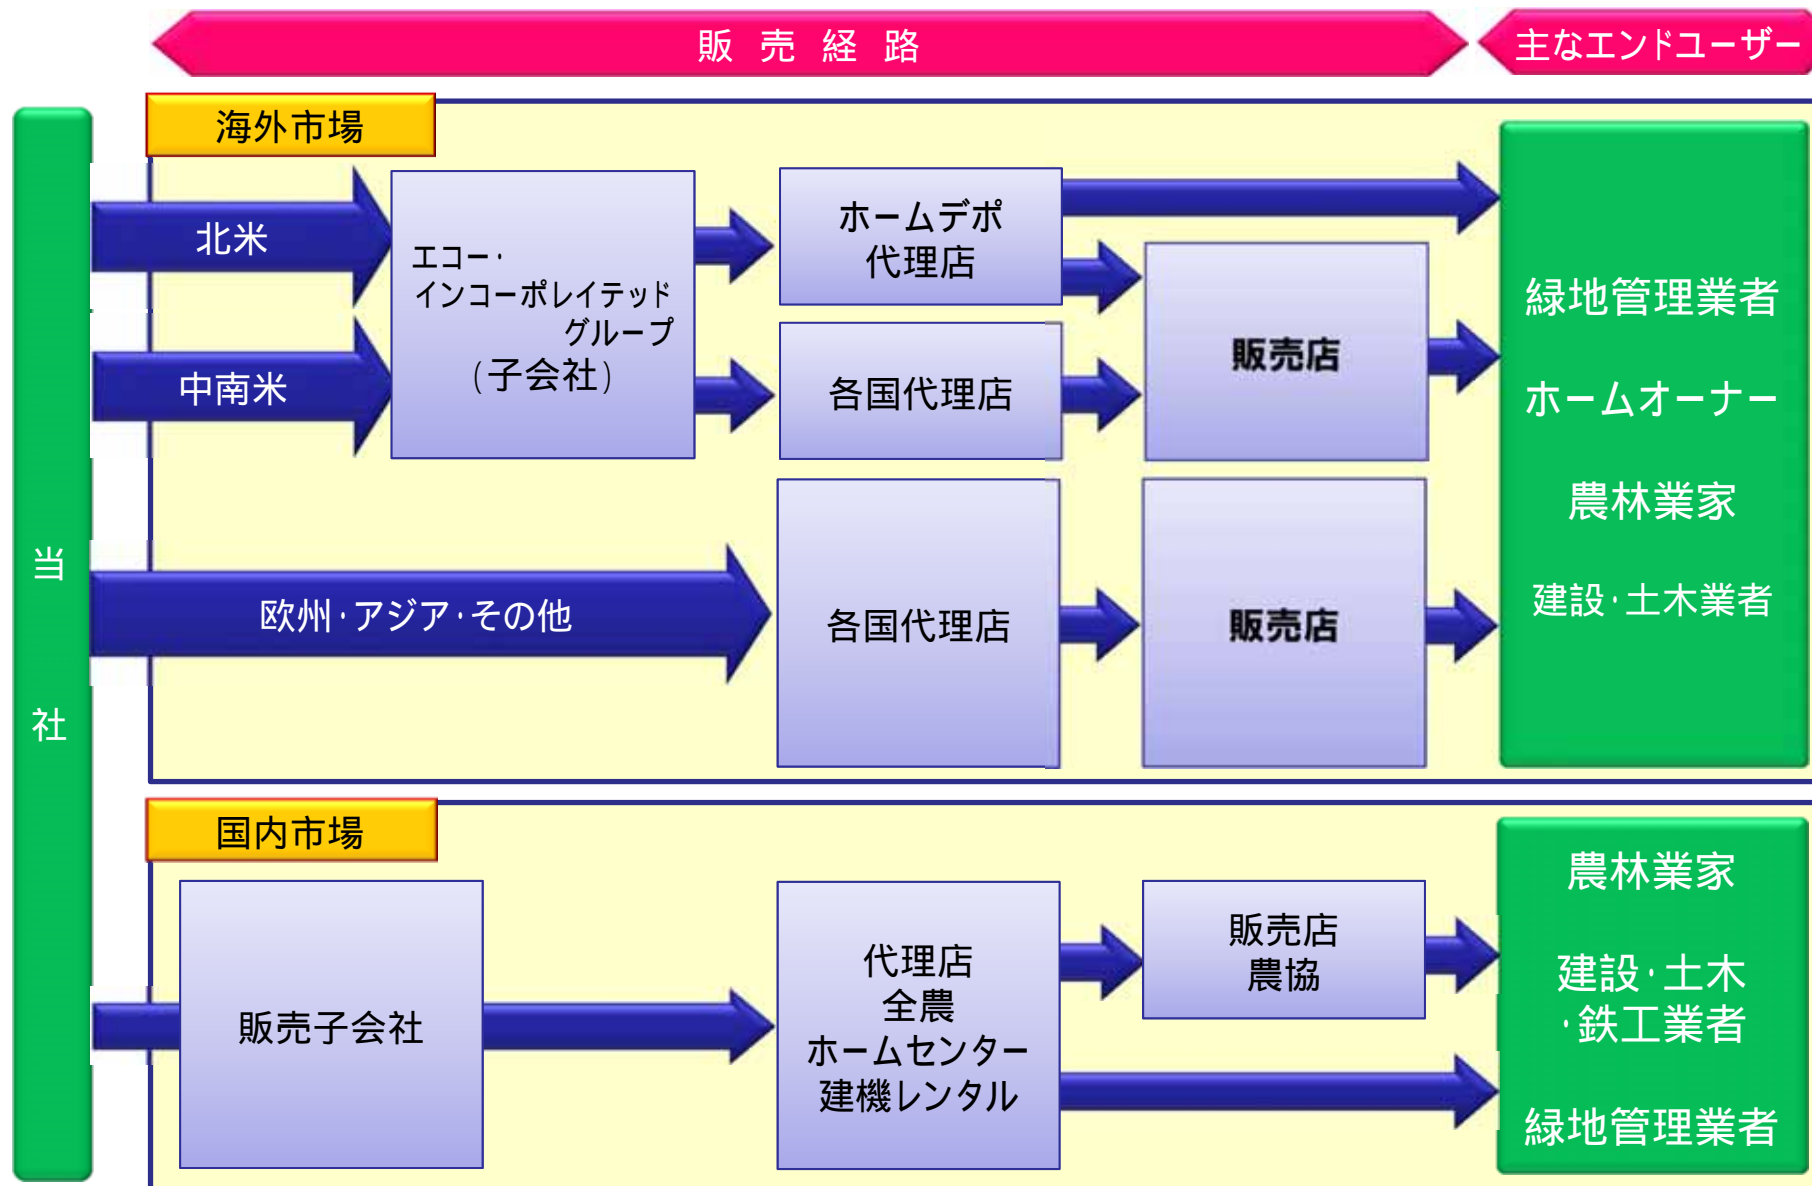 販売経路
主なエンドユーザー
当
社
海外市場
北米
中南米
エコー・
インコーポレイテッド
グループ
(子会社)
ホームデポ
代理店
各国代理店
販売店
欧州・アジア・その他
各国代理店
販売店
緑地管理業者
ホームオーナー
農林業家
建設・土木業者
国内市場
販売子会社
代理店
全農
ホームセンター
建機レンタル
販売店
農協
農林業家
建設・土木
・鉄工業者
緑地管理業者